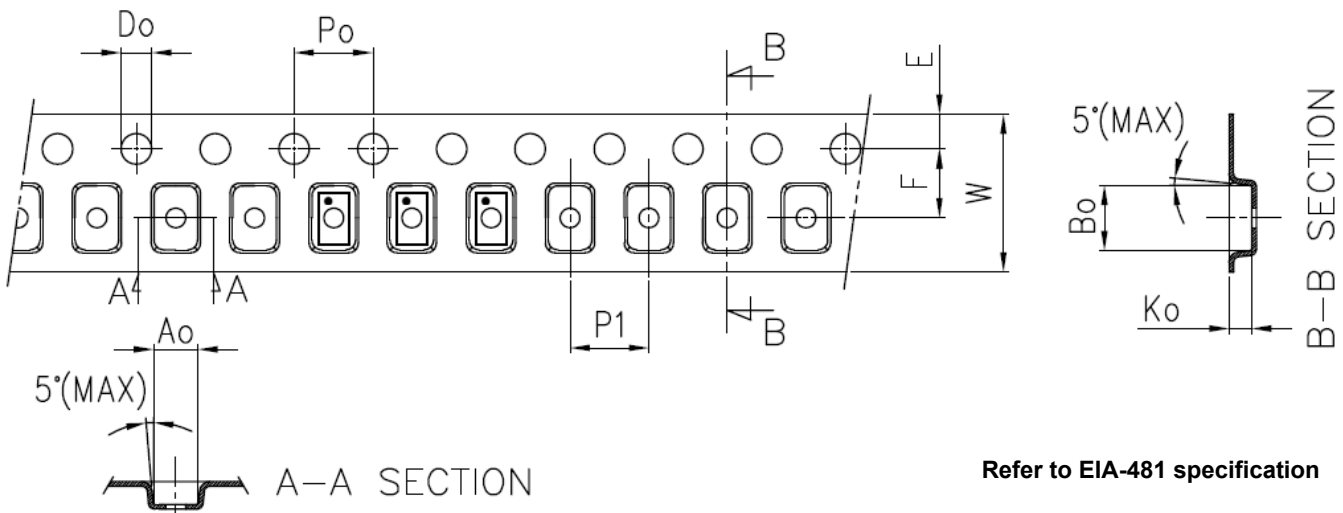 Do
Po
B
E
5°(MAX)
F
W
Bo
B-B SECTION
A
A
Ko
B
P1
Ao
5°(MAX)
A-A SECTION
Refer to EIA-481 specification